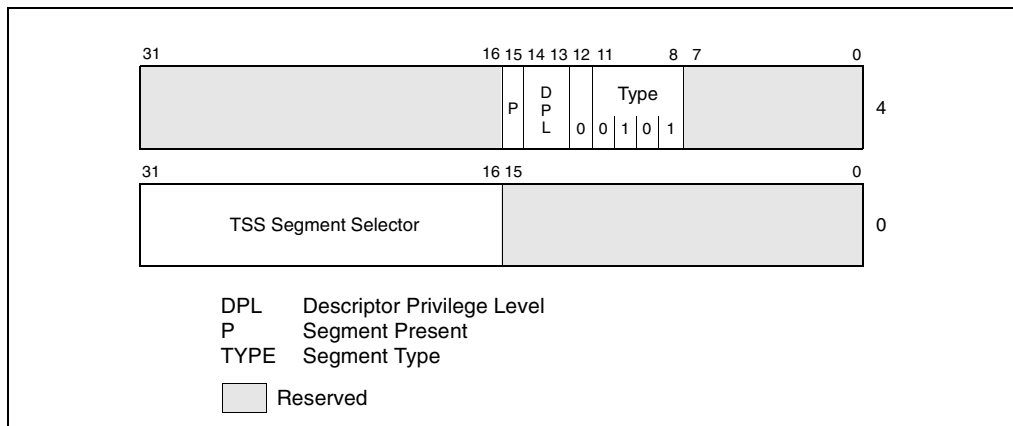 31 16 15 14 13 12 11 8 7 0
P D P L 0 Type 0 1 0 1 4
31 16 15 0
TSS Segment Selector 0
DPL Descriptor Privilege Level
P Segment Present
TYPE Segment Type
Reserved